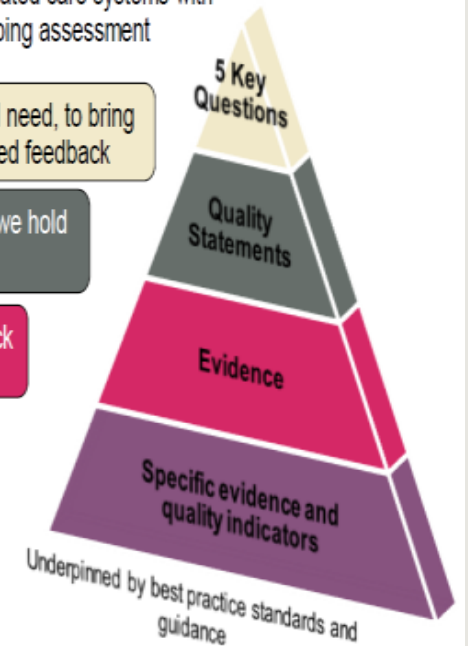 ated care systems with
oing assessment
need, to bring
ed feedback
we hold
ck
5 Key
Questions
Quality
Statements
Evidence
Specific evidence and
quality indicators
Underpinned by best practice standards and
guidance